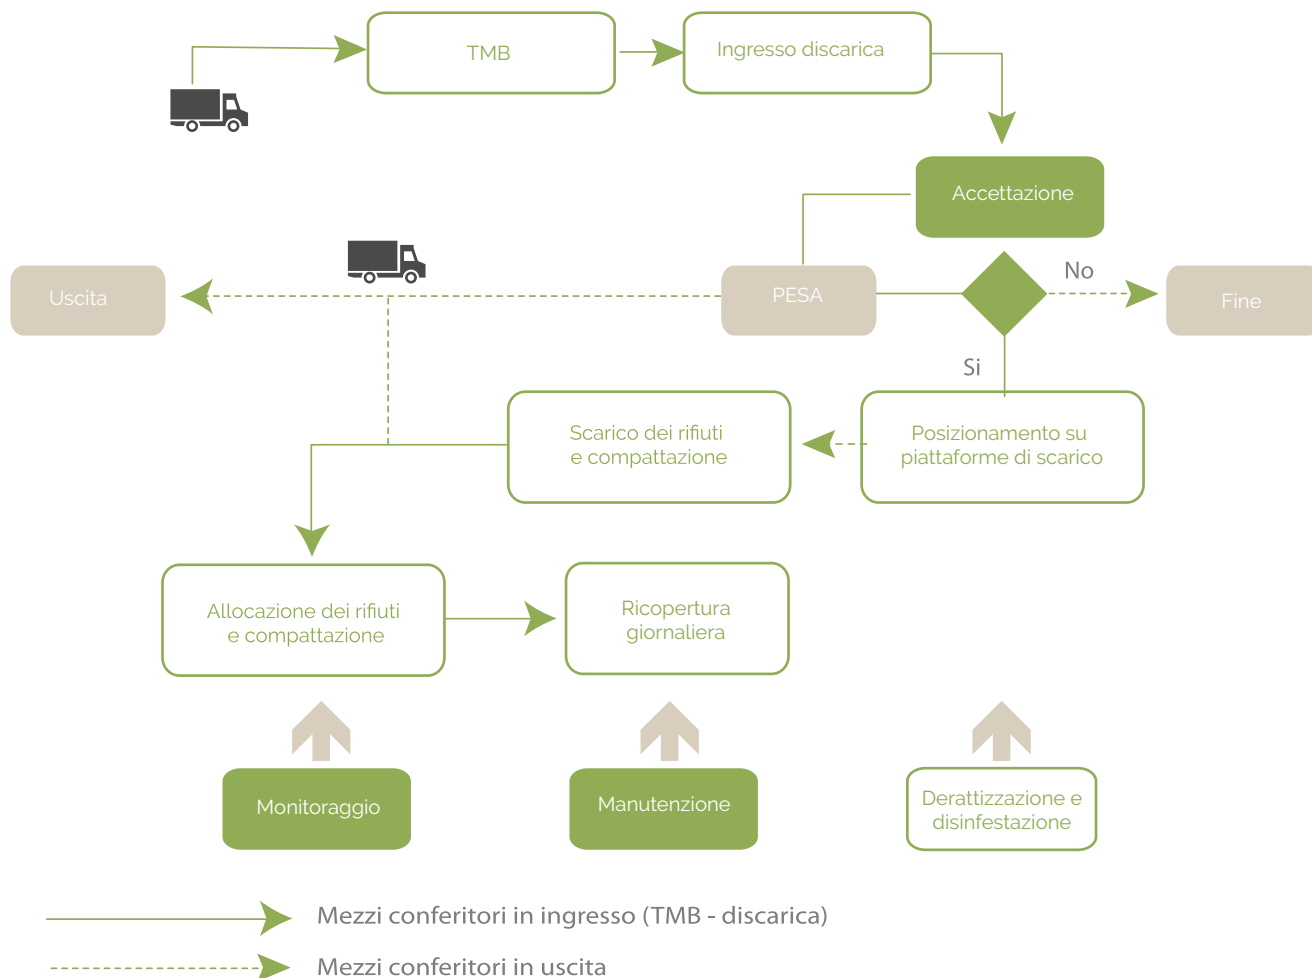 TMB
Ingresso discarica
Accettazione
Uscita
PESA
No
Fine
Si
Scarico dei rifiuti
e compattazione
Posizionamento su
piattaforme di scarico
Allocazione dei rifiuti
e compattazione
Ricopertura
giornaliera
Monitoraggio
Manutenzione
Derattizzazione e
disinfestazione
Mezzi conferitori in ingresso (TMB - discarica)
Mezzi conferitori in uscita